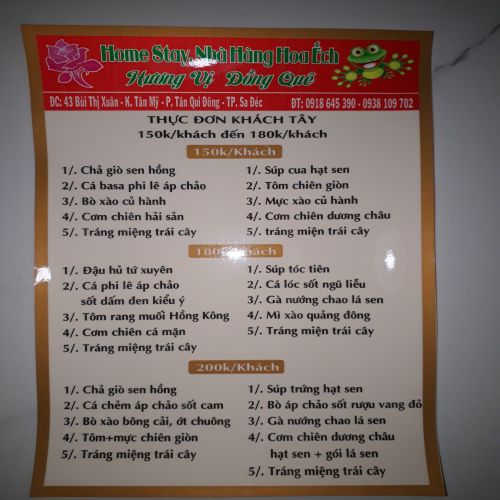 Home Stay, Nhà Hàng Hoa Ếch
Hương Vị Đồng Quê
ĐC: 43 Bùi Thị Xuân - K. Tân Mỹ - P. Tân Qui Đông - TP. Sa Đéc
ĐT: 0918 645 390 - 0938 109 702
THỰC ĐƠN KHÁCH TÂY
150k/khách đến 180k/khách
150k/Khách
1/. Chả giò sen hồng
2/. Cá basa phi lê áp chảo
3/. Bò xào củ hành
4/. Cơm chiên hải sản
5/. Tráng miệng trái cây
1/. Súp cua hạt sen
2/. Tôm chiên giòn
3/. Mực xào củ hành
4/. Cơm chiên dương châu
5/. tráng miện trái cây
180k/Khách
1/. Đậu hủ tứ xuyên
2/. Cá phi lê áp chảo
sốt dấm đen kiểu ý
3/. Tôm rang muối Hồng Kông
4/. Cơm chiên cá mặn
5/. Tráng miệng trái cây
1/. Súp tóc tiên
2/. Cá lóc sốt ngũ liễu
3/. Gà nướng chao lá sen
4/. Mì xào quảng đông
5/. Tráng miện trái cây
200k/Khách
1/. Chả giò sen hồng
2/. Cá chẻm áp chảo sốt cam
3/. Bò xào bông cải, ớt chuông
4/. Tôm+mực chiên giòn
5/. Tráng miệng trái cây
1/. Súp trứng hạt sen
2/. Bò áp chảo sốt rượu vang đỏ
3/. Gà nướng chao lá sen
4/. Cơm chiên dương châu
hạt sen + gói lá sen
5/. Tráng miệng trái cây